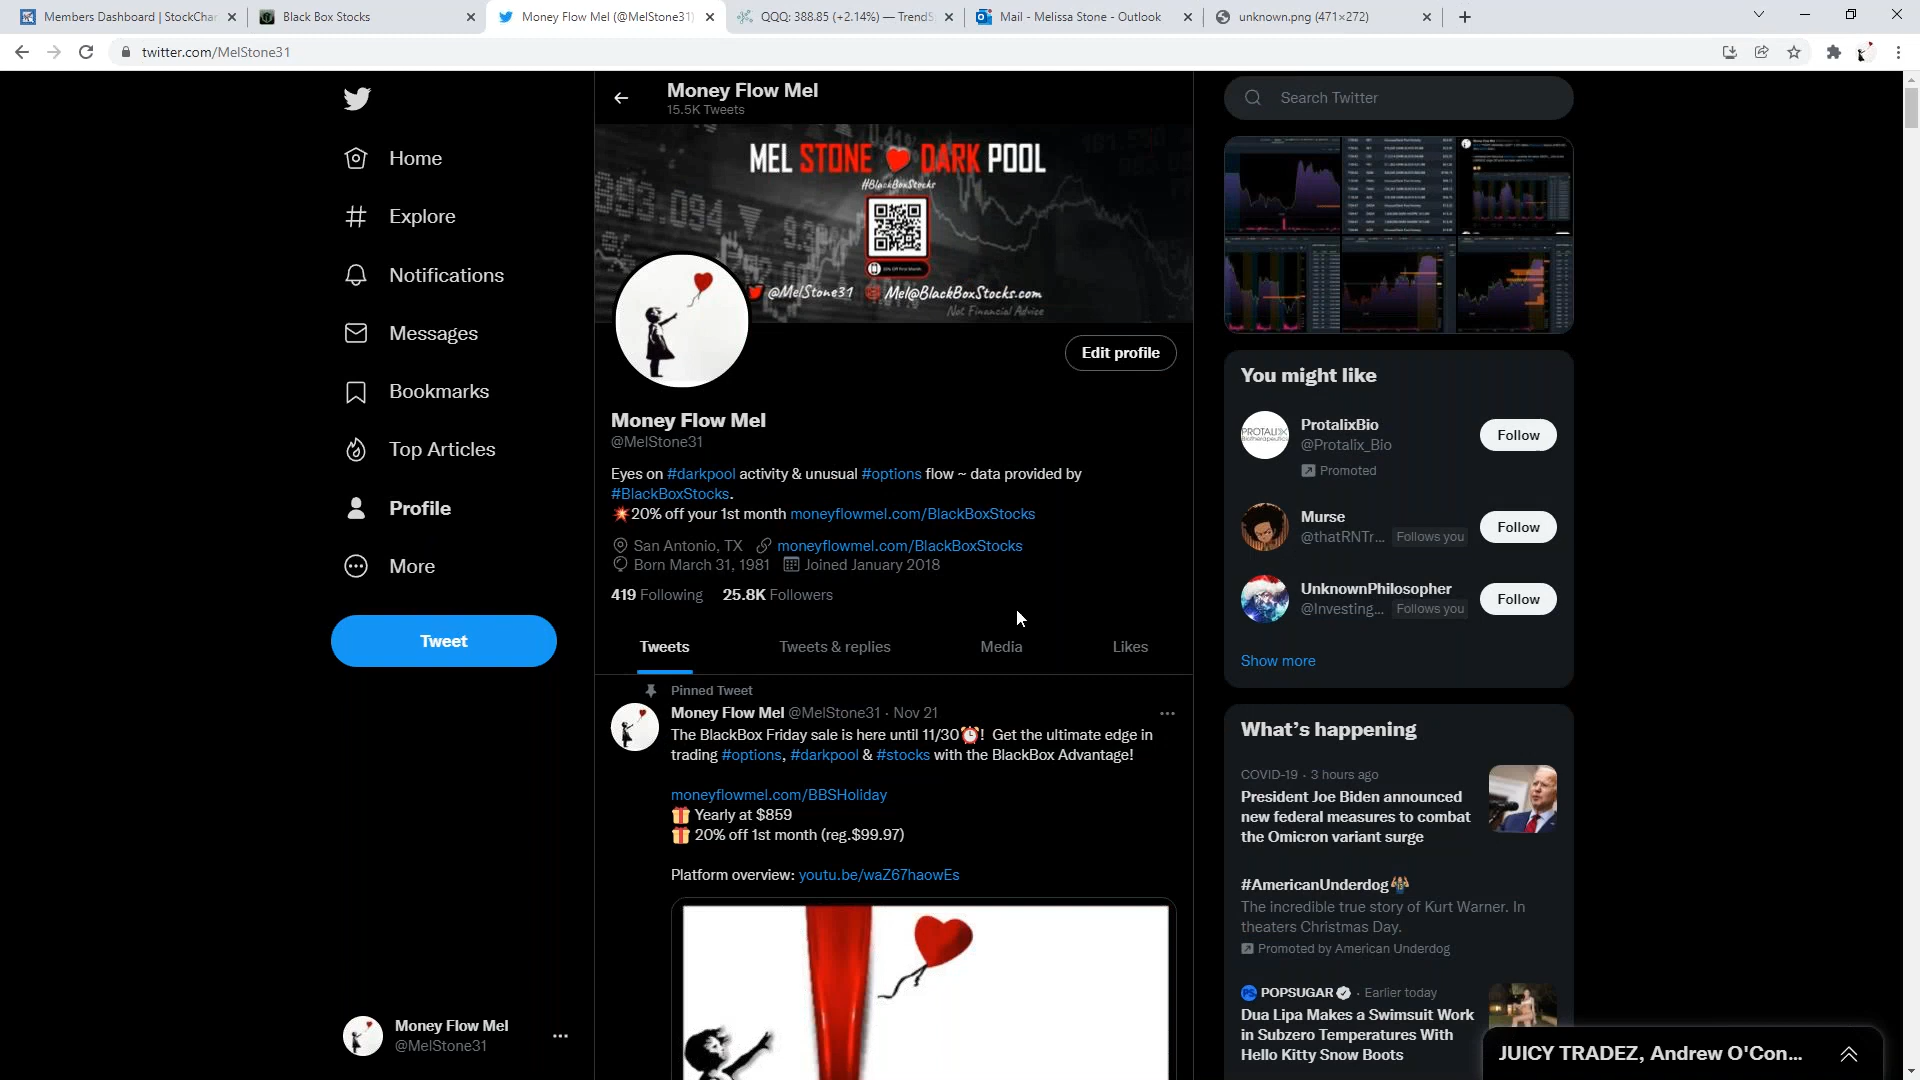 Members Dashboard | StockChar
Black Box Stocks
Money Flow Mel (@MelStone31)
QQQ: 388.85 (+2.14%) — TrendS
Mail - Melissa Stone - Outlook
unknown.png (471×272)
twitter.com/MelStone31
Home
Explore
Notifications
Messages
Bookmarks
Top Articles
Profile
More
Tweet
Money Flow Mel
@MelStone31
Money Flow Mel
15.5K Tweets
MEL STONE DARK POOL
#BlackBoxStocks
@MelStone31 Mel@BlackBoxStocks.com
Not Financial Advice
Edit profile
Money Flow Mel
@MelStone31
Eyes on #darkpool activity & unusual #options flow ~ data provided by
#BlackBoxStocks.
💥20% off your 1st month moneyflowmel.com/BlackBoxStocks
San Antonio, TX moneyflowmel.com/BlackBoxStocks
Born March 31, 1981 Joined January 2018
419 Following 25.8K Followers
Tweets Tweets & replies Media Likes
Pinned Tweet
Money Flow Mel @MelStone31 · Nov 21
The BlackBox Friday sale is here until 11/30⏰! Get the ultimate edge in
trading #options, #darkpool & #stocks with the BlackBox Advantage!
moneyflowmel.com/BBSHoliday
🎁 Yearly at $859
🎁 20% off 1st month (reg.$99.97)
Platform overview: youtu.be/waZ67haowEs
Search Twitter
You might like
PROTALIX
ProtalixBio
@Protalix_Bio
Promoted
Follow
Murse
@thatRNTr... Follows you
Follow
UnknownPhilosopher
@Investing... Follows you
Follow
Show more
What's happening
COVID-19 · 3 hours ago
President Joe Biden announced
new federal measures to combat
the Omicron variant surge
#AmericanUnderdog
The incredible true story of Kurt Warner. In
theaters Christmas Day.
Promoted by American Underdog
POPSUGAR · Earlier today
Dua Lipa Makes a Swimsuit Work
in Subzero Temperatures With
Hello Kitty Snow Boots
JUICY TRADEZ, Andrew O'Con...